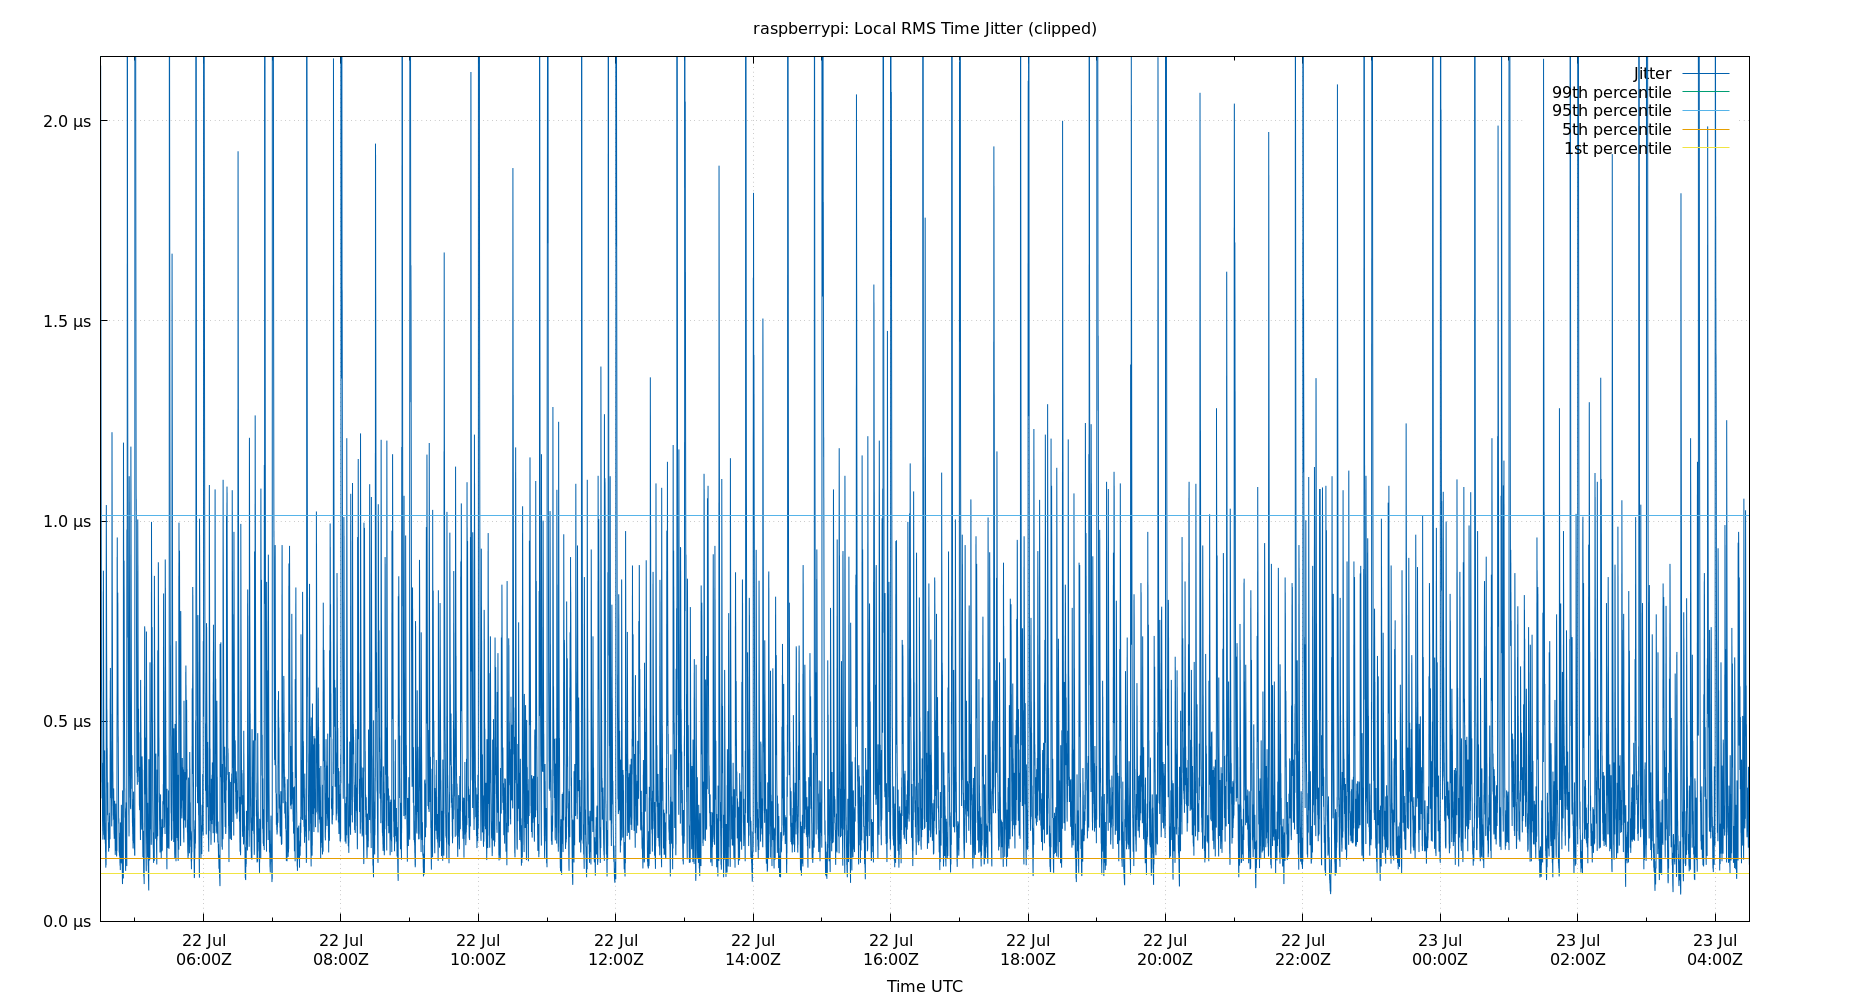 raspberrypi: Local RMS Time Jitter (clipped)
Jitter
99th percentile
95th percentile
5th percentile
1st percentile
2.0 µs
1.5 µs
1.0 µs
0.5 µs
0.0 µs
22 Jul 22 Jul 22 Jul 22 Jul 22 Jul 22 Jul 22 Jul 22 Jul 22 Jul 23 Jul 23 Jul 23 Jul
06:00Z 08:00Z 10:00Z 12:00Z 14:00Z 16:00Z 18:00Z 20:00Z 22:00Z 00:00Z 02:00Z 04:00Z
Time UTC